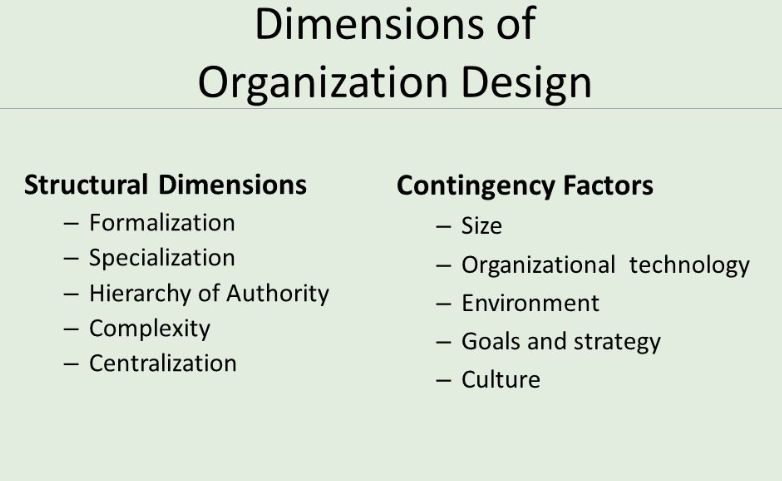 Dimensions of
Organization Design
Structural Dimensions
– Formalization
– Specialization
– Hierarchy of Authority
– Complexity
– Centralization
Contingency Factors
– Size
– Organizational technology
– Environment
– Goals and strategy
– Culture